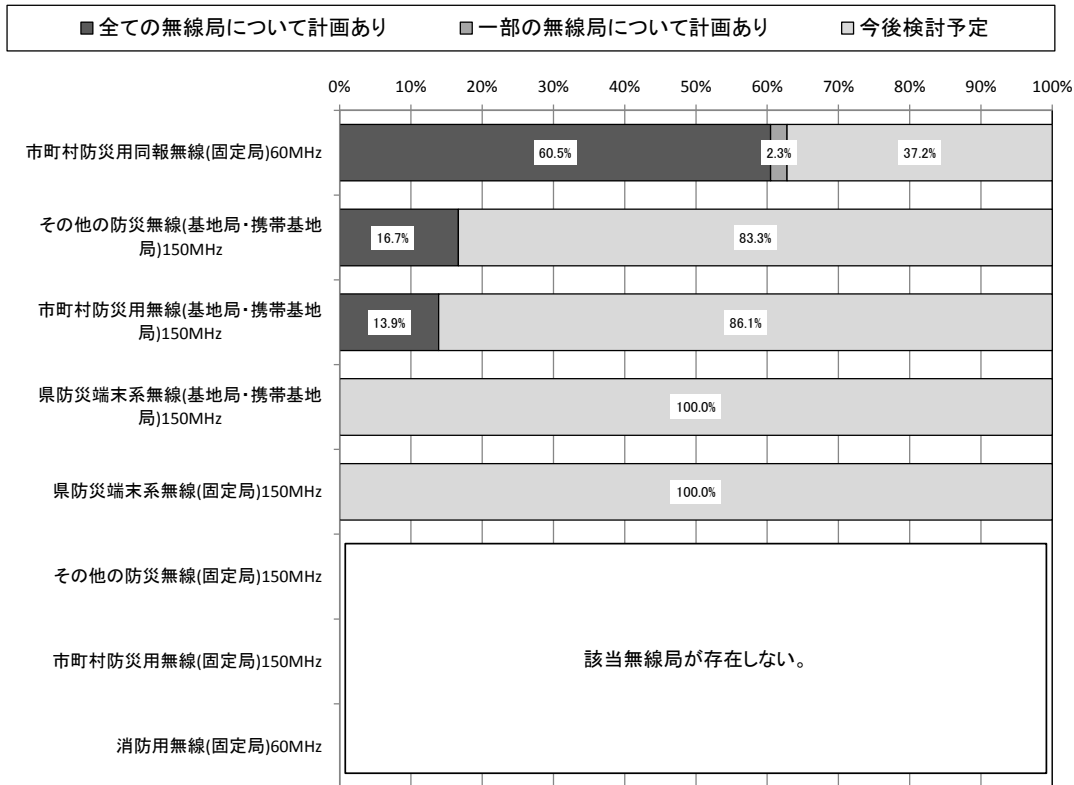 ■全ての無線局について計画あり ■一部の無線局について計画あり □今後検討予定
0% 10% 20% 30% 40% 50% 60% 70% 80% 90% 100%
市町村防災用同報無線(固定局)60MHz 60.5% 2.3% 37.2%
その他の防災無線(基地局・携帯基地
局)150MHz 16.7% 83.3%
市町村防災用無線(基地局・携帯基地
局)150MHz 13.9% 86.1%
県防災端末系無線(基地局・携帯基地
局)150MHz 100.0%
県防災端末系無線(固定局)150MHz 100.0%
その他の防災無線(固定局)150MHz
市町村防災用無線(固定局)150MHz 該当無線局が存在しない。
消防用無線(固定局)60MHz